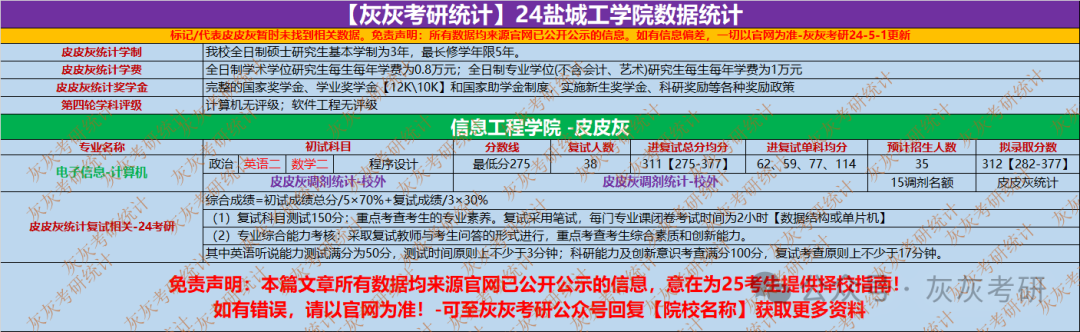 【灰灰考研统计】24盐城工学院数据统计
标记/代表皮皮灰暂时未找到相关数据。免责声明：所有数据均来源官网已公开公示的信息。如有信息偏差，一切以官网为准-灰灰考研24-5-1更新
皮皮灰统计学制 我校全日制硕士研究生基本学制为3年，最长修学年限5年。
皮皮灰统计学费 全日制学术学位研究生每生每年学费为0.8万元；全日制专业学位(不含会计、艺术)研究生每生每年学费为1万元
皮皮灰统计奖学金 完整的国家奖学金、学业奖学金【12K\10K】和国家助学金制度，实施新生奖学金、科研奖励等各种奖励政策
第四轮学科评级 计算机无评级；软件工程无评级
信息工程学院 -皮皮灰
专业名称 初试科目 分数线 复试人数 进复试总分均分 进复试单科均分 预计招生人数 拟录取分数
电子信息-计算机 政治 英语二 数学二 程序设计 最低分275 38 311【275-377】 62、59、77、114 35 312【282-377】
皮皮灰调剂统计-校外 皮皮灰调剂统计-校外 15调剂名额 皮皮灰统计
皮皮灰统计复试相关-24考研
综合成绩=初试成绩总分/5×70%+复试成绩/3×30%
（1）复试科目测试150分：重点考查考生的专业素养。复试采用笔试，每门专业课闭卷考试时间为2小时【数据结构或单片机】
（2）专业综合能力考核：采取复试教师与考生问答的形式进行，重点考查考生综合素质和创新能力。
其中英语听说能力测试满分为50分，测试时间原则上不少于3分钟；科研能力及创新意识考查满分100分，复试考查原则上不少于17分钟。
免责声明：本篇文章所有数据均来源官网已公开公示的信息，意在为25考生提供择校指南！
如有错误，请以官网为准！-可至灰灰考研公众号回复【院校名称】获取更多资料
公众号 · 灰灰考研
灰灰考研统计